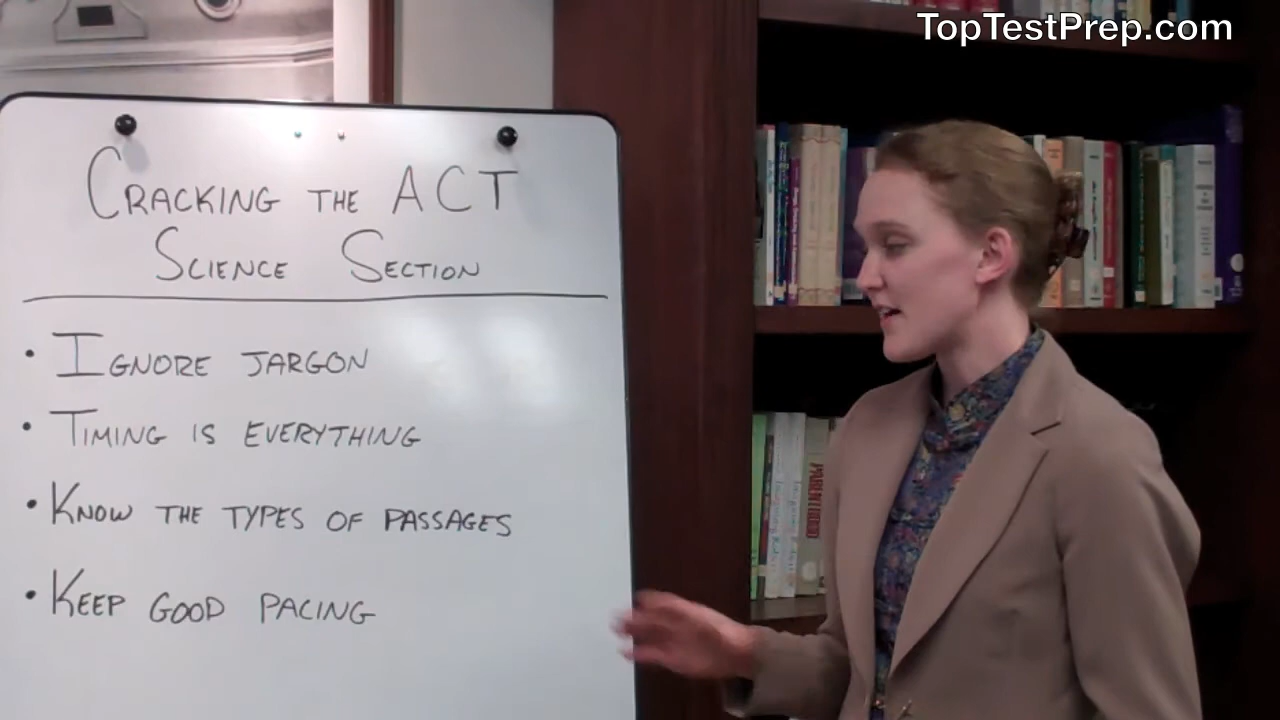 TopTestPrep.com
CRACKING THE ACT
SCIENCE SECTION
• IGNORE JARGON
• TIMING IS EVERYTHING
• KNOW THE TYPES OF PASSAGES
• KEEP GOOD PACING